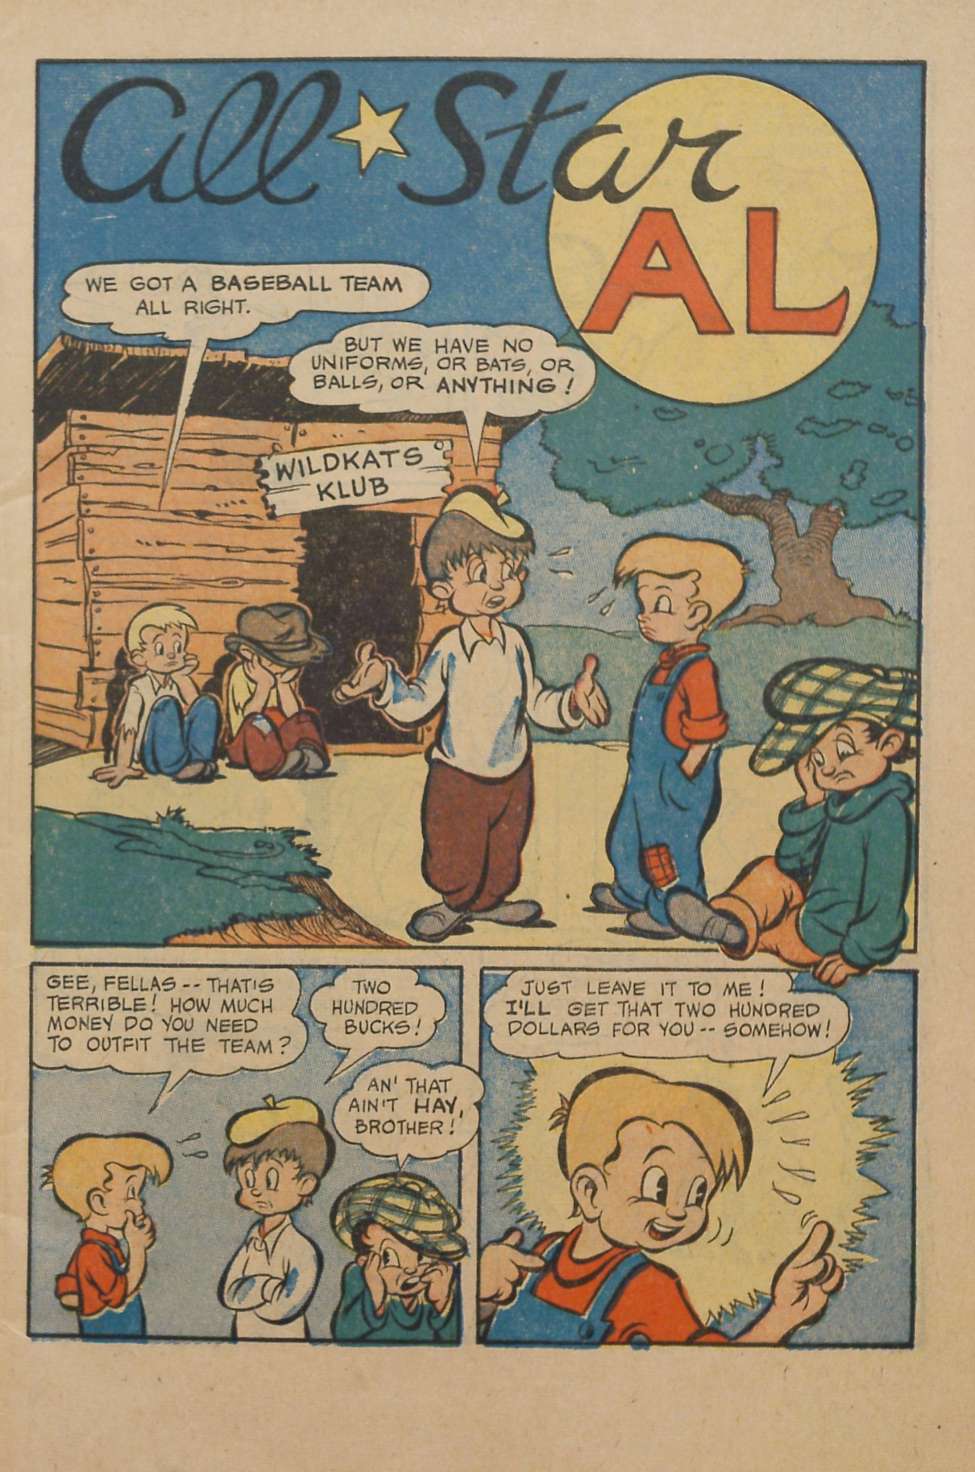 All Star
AL
WE GOT A BASEBALL TEAM
ALL RIGHT.
BUT WE HAVE NO
UNIFORMS, OR BATS, OR
BALLS, OR ANYTHING!
WILDKATS
KLUB
GEE, FELLAS -- THAT'S
TERRIBLE! HOW MUCH
MONEY DO YOU NEED
TO OUTFIT THE TEAM?
TWO
HUNDRED
BUCKS!
AN' THAT
AIN'T HAY,
BROTHER!
JUST LEAVE IT TO ME!
I'LL GET THAT TWO HUNDRED
DOLLARS FOR YOU -- SOMEHOW!